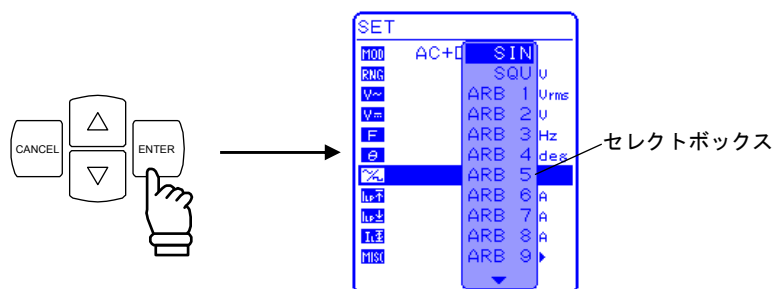 CANCEL
△
▽
ENTER
SET
MOD AC+D SIN
RNG SQU V
V~ ARB 1 Vrms
V⎓ ARB 2 V
F ARB 3 Hz
θ ARB 4 deg
ARB 5
ARB 6 A
ARB 7 A
ARB 8 A
MISC ARB 9
セレクトボックス